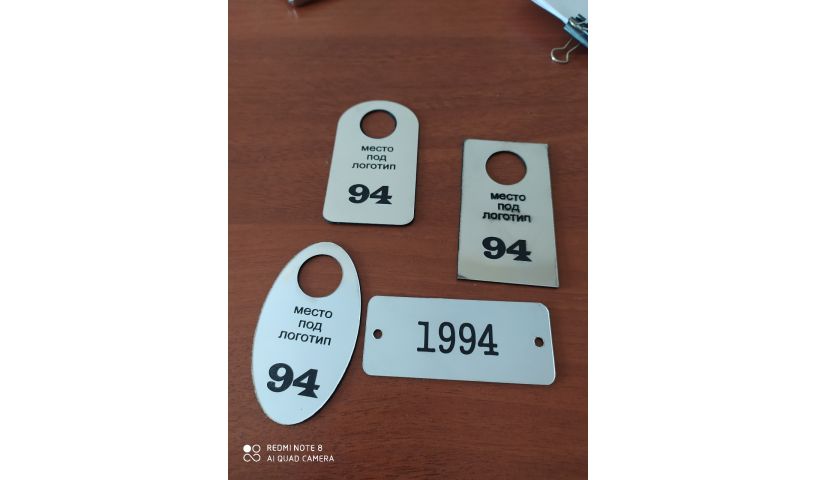 место
под
логотип
94
место
под
логотип
94
место
под
логотип
94
1994
REDMI NOTE 8
AI QUAD CAMERA